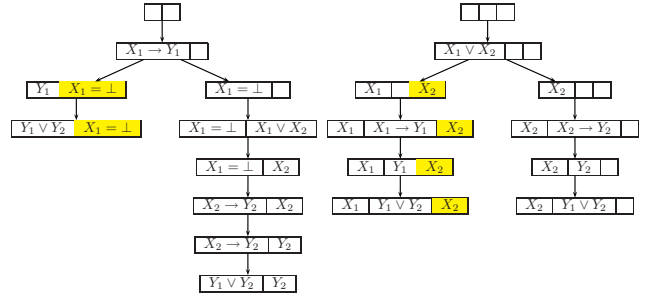 X₁ → Y₁
X₁ ∨ X₂
Y₁ X₁ = ⊥
X₁ = ⊥
X₁ X₂
X₂
Y₁ ∨ Y₂ X₁ = ⊥
X₁ = ⊥ X₁ ∨ X₂
X₁ X₁ → Y₁ X₂
X₂ X₂ → Y₂
X₁ = ⊥ X₂
X₁ Y₁ X₂
X₂ Y₂
X₂ → Y₂ X₂
X₁ Y₁ ∨ Y₂ X₂
X₂ Y₁ ∨ Y₂
X₂ → Y₂ Y₂
Y₁ ∨ Y₂ Y₂